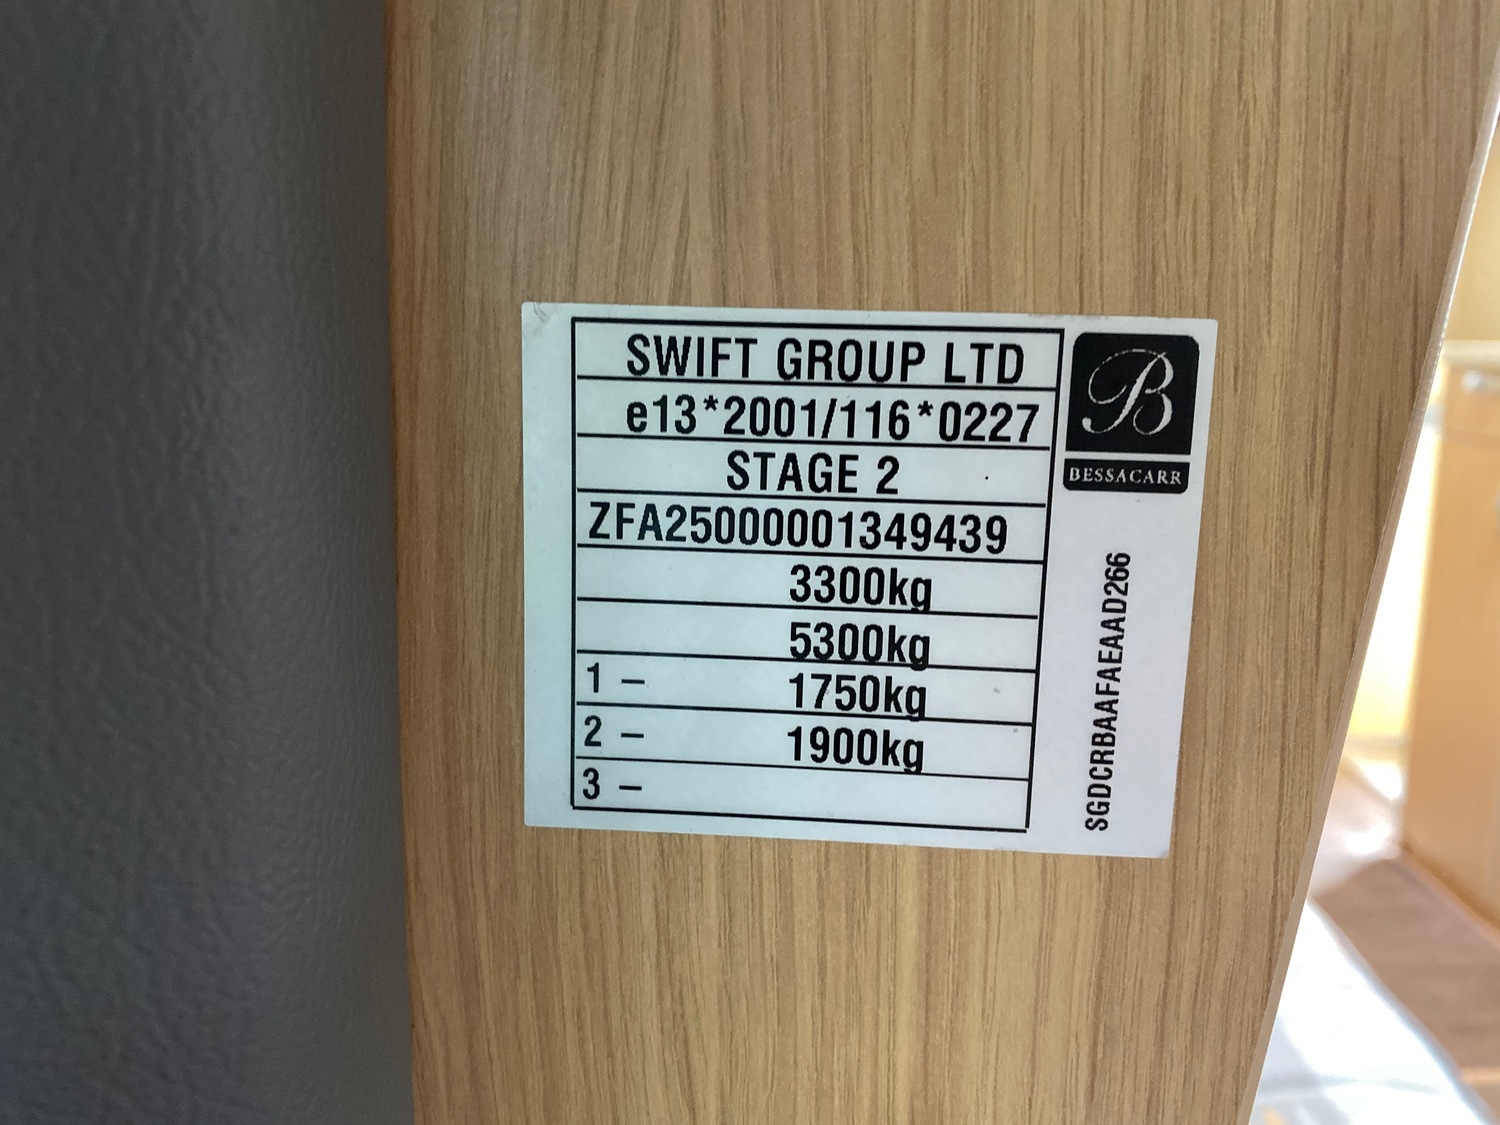 SWIFT GROUP LTD
e13*2001/116*0227
STAGE 2
ZFA25000001349439
3300kg
5300kg
1 – 1750kg
2 – 1900kg
3 –
B
BESSACARR
SGDCRBAAFAEAAD266